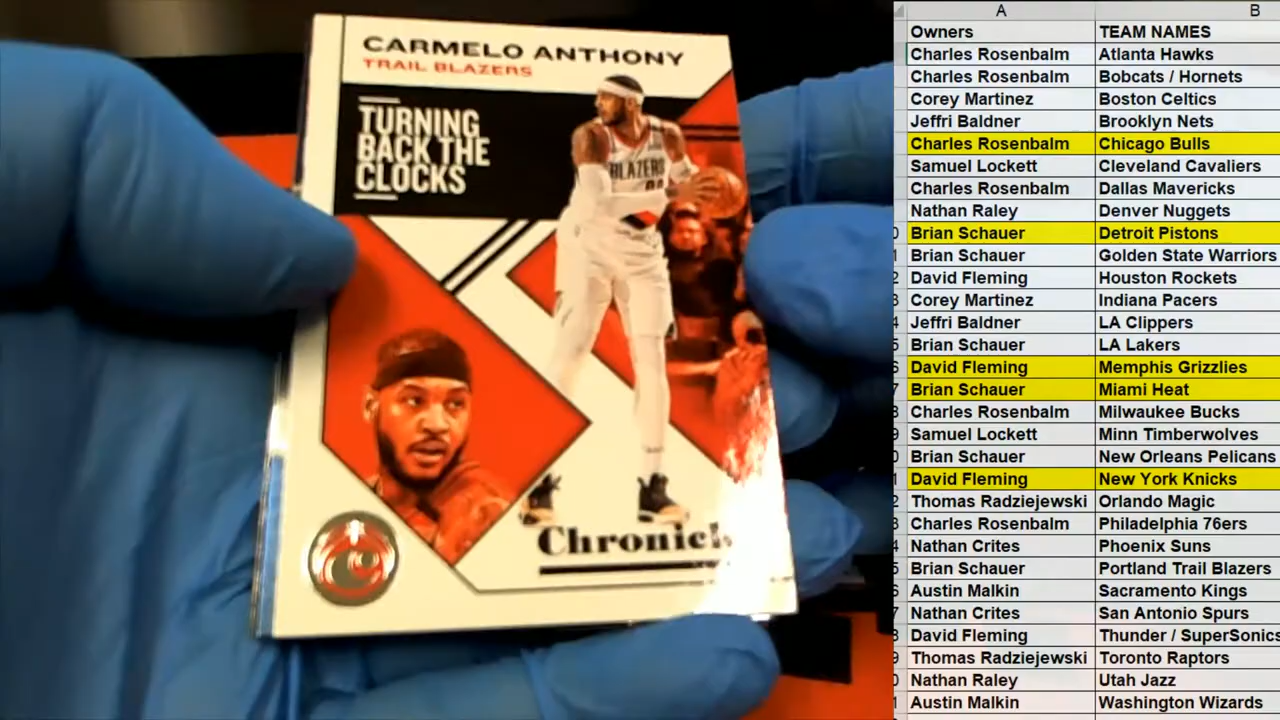 CARMELO ANTHONY
TRAIL BLAZERS
TURNING
BACK THE
CLOCKS
BLAZERS
A B
Owners TEAM NAMES
Charles Rosenbalm Atlanta Hawks
Charles Rosenbalm Bobcats / Hornets
Corey Martinez Boston Celtics
Jeffri Baldner Brooklyn Nets
Charles Rosenbalm Chicago Bulls
Samuel Lockett Cleveland Cavaliers
Charles Rosenbalm Dallas Mavericks
Nathan Raley Denver Nuggets
Brian Schauer Detroit Pistons
Brian Schauer Golden State Warriors
David Fleming Houston Rockets
Corey Martinez Indiana Pacers
Jeffri Baldner LA Clippers
Brian Schauer LA Lakers
David Fleming Memphis Grizzlies
Brian Schauer Miami Heat
Charles Rosenbalm Milwaukee Bucks
Samuel Lockett Minn Timberwolves
Brian Schauer New Orleans Pelicans
David Fleming New York Knicks
Thomas Radziejewski Orlando Magic
Charles Rosenbalm Philadelphia 76ers
Nathan Crites Phoenix Suns
Brian Schauer Portland Trail Blazers
Austin Malkin Sacramento Kings
Nathan Crites San Antonio Spurs
David Fleming Thunder / SuperSonics
Thomas Radziejewski Toronto Raptors
Nathan Raley Utah Jazz
Austin Malkin Washington Wizards